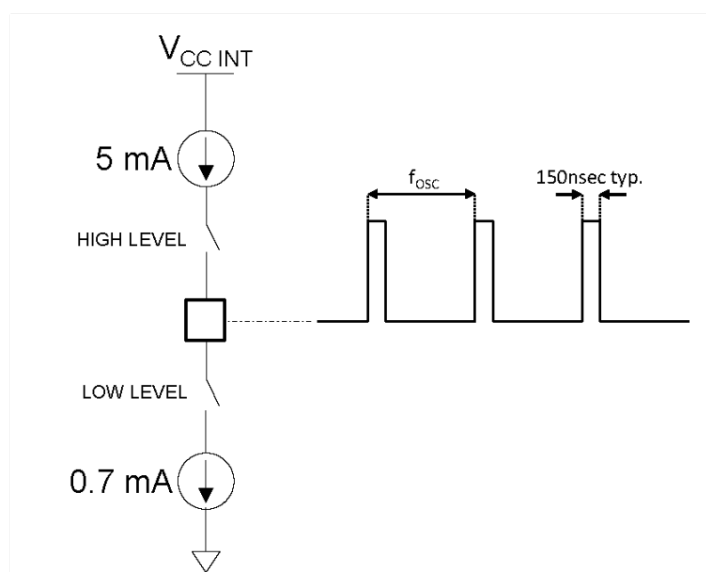 VCC INT
5 mA
fosc
150nsec typ.
HIGH LEVEL
LOW LEVEL
0.7 mA